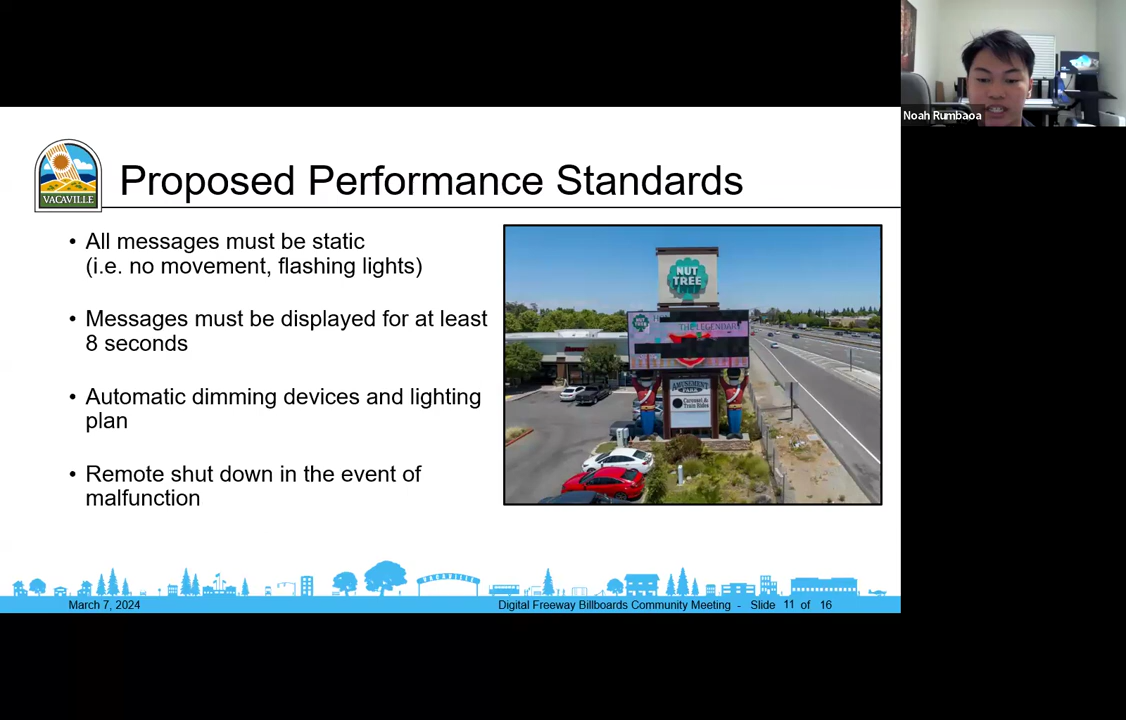 Noah Rumbaoa
VACAVILLE
Proposed Performance Standards
• All messages must be static
(i.e. no movement, flashing lights)
• Messages must be displayed for at least
8 seconds
• Automatic dimming devices and lighting
plan
• Remote shut down in the event of
malfunction
NUT
TREE
NUT
TREE
THE LEGENDARY
AMUSEMENT
PARK
Carousel &
Train Rides
VACAVILLE
March 7, 2024
Digital Freeway Billboards Community Meeting - Slide 11 of 16